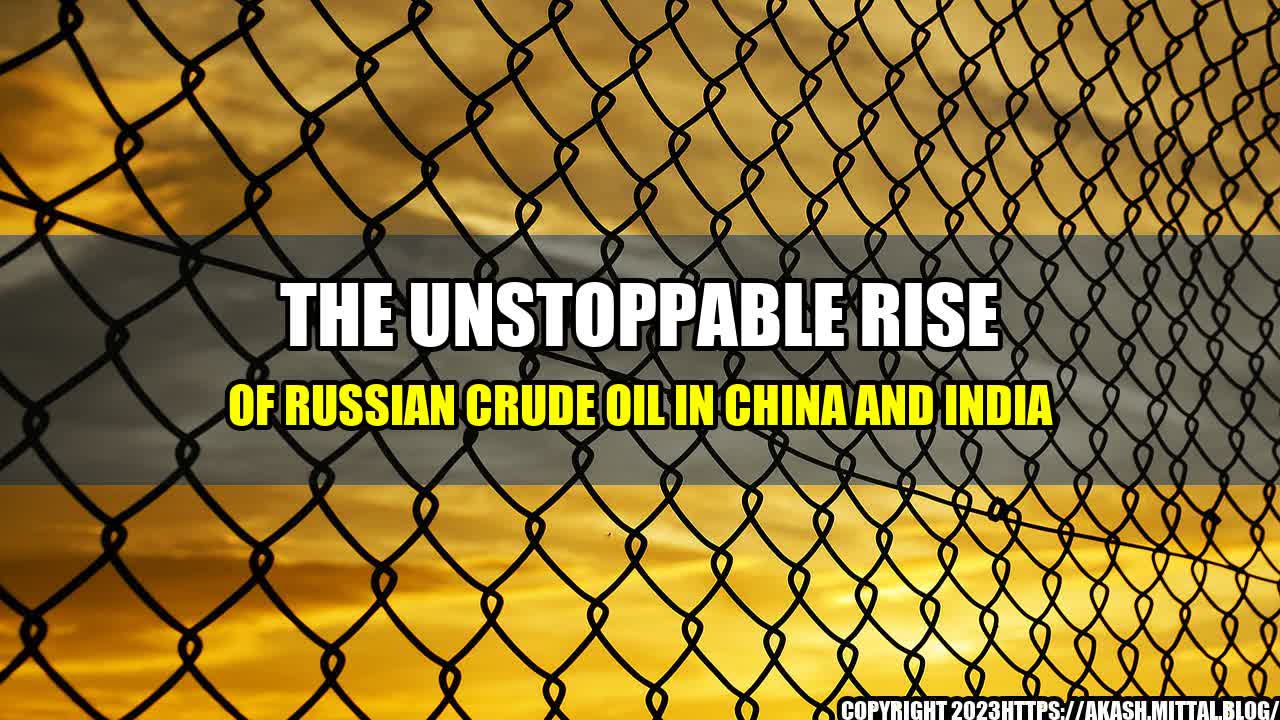 THE UNSTOPPABLE RISE
OF RUSSIAN CRUDE OIL IN CHINA AND INDIA
COPYRIGHT 2023HTTPS://AKASH.MITTAL.BLOG/